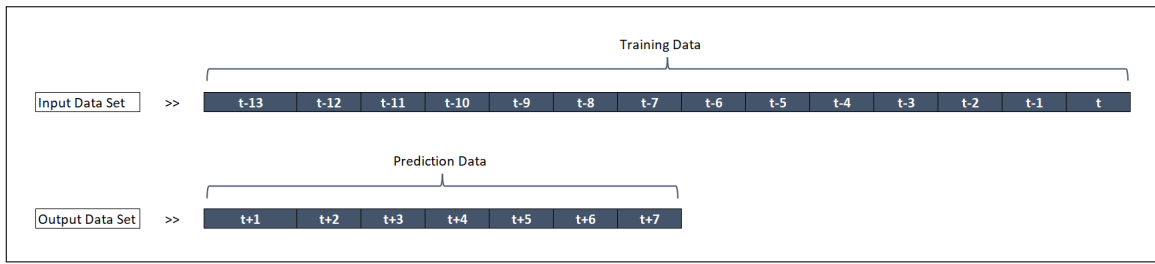 Training Data
Input Data Set >> t-13 t-12 t-11 t-10 t-9 t-8 t-7 t-6 t-5 t-4 t-3 t-2 t-1 t
Prediction Data
Output Data Set >> t+1 t+2 t+3 t+4 t+5 t+6 t+7